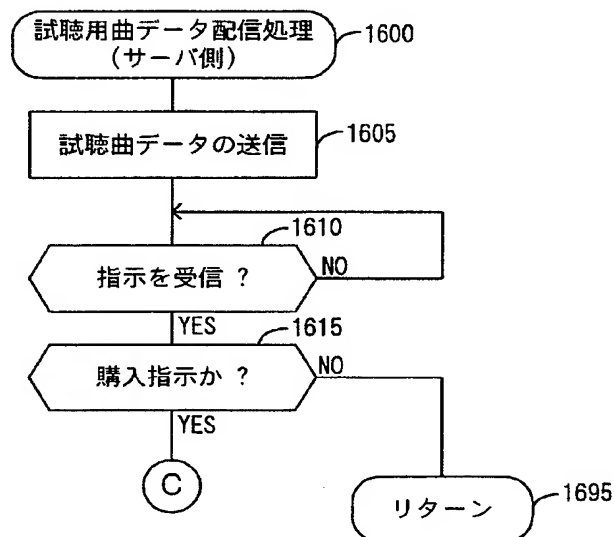 試聴用曲データ配信処理
(サーバ側)
1600
試聴曲データの送信
1605
1610
指示を受信 ?
NO
YES
1615
購入指示か ?
NO
YES
C
リターン
1695